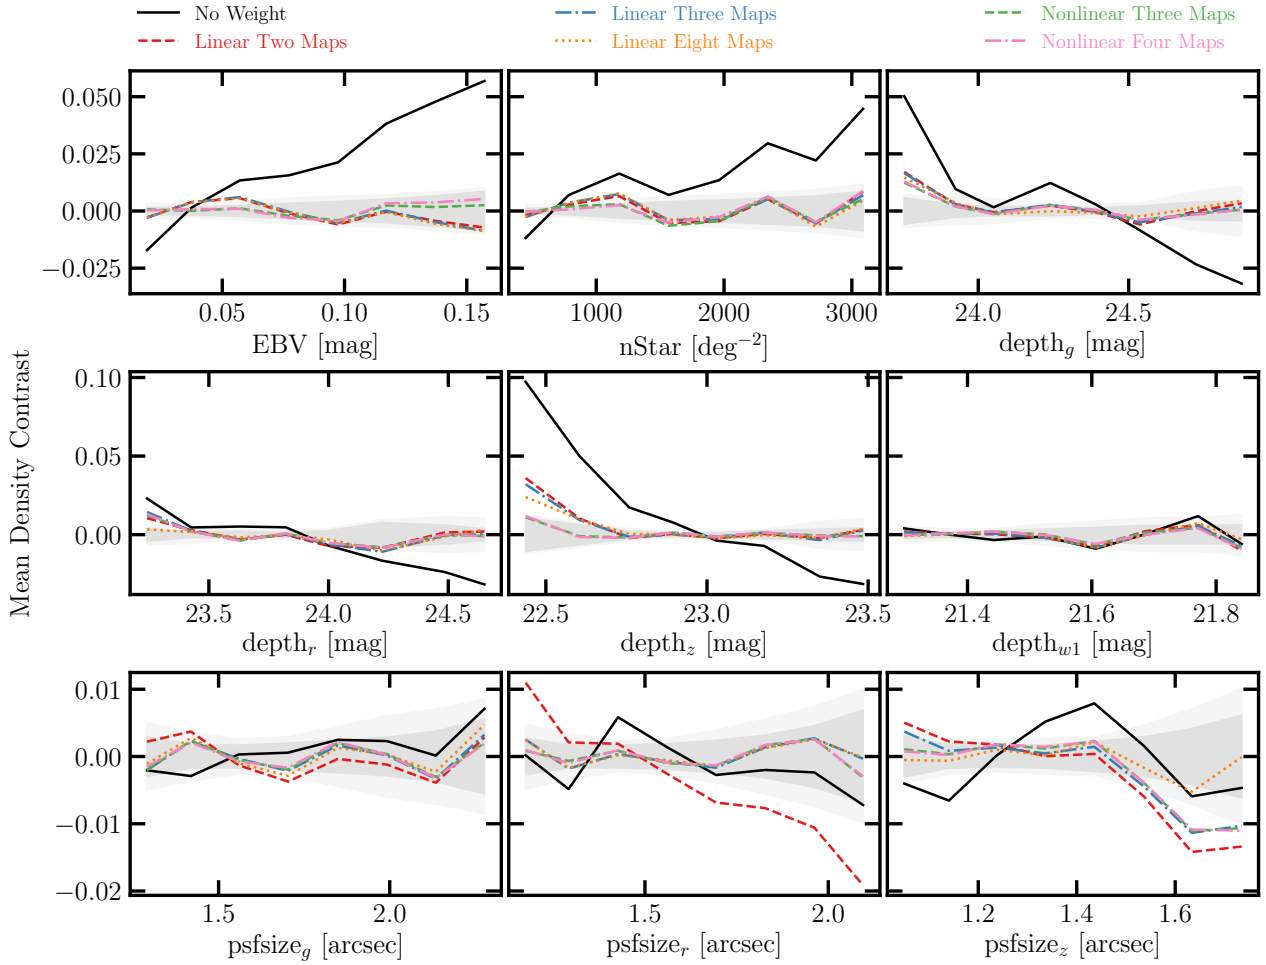 No Weight Linear Three Maps Nonlinear Three Maps
Linear Two Maps Linear Eight Maps Nonlinear Four Maps
Mean Density Contrast
0.050
0.025
0.000
−0.025
0.05 0.10 0.15
EBV [mag]
1000 2000 3000
nStar [deg⁻²]
24.0 24.5
depth_g [mag]
0.10
0.05
0.00
23.5 24.0 24.5
depth_r [mag]
22.5 23.0 23.5
depth_z [mag]
21.4 21.6 21.8
depth_w1 [mag]
0.01
0.00
−0.01
−0.02
1.5 2.0
psfsize_g [arcsec]
1.5 2.0
psfsize_r [arcsec]
1.2 1.4 1.6
psfsize_z [arcsec]